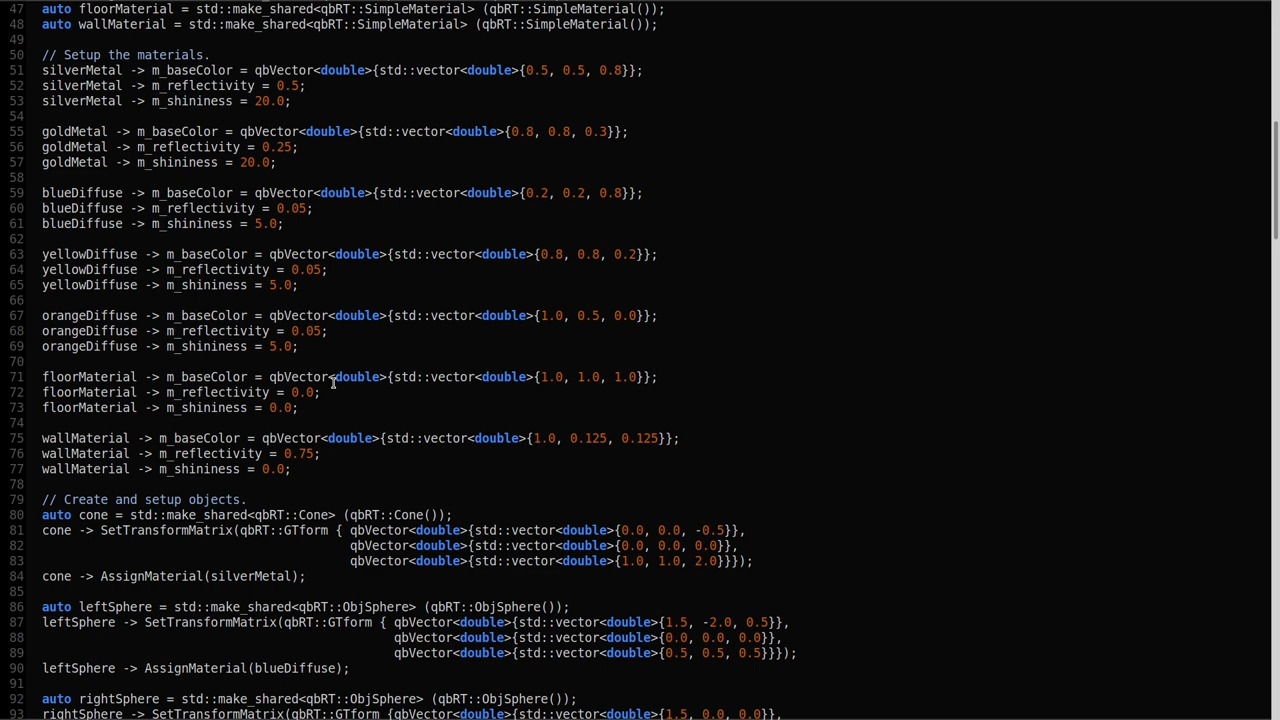 47 auto floorMaterial = std::make_shared<qbRT::SimpleMaterial> (qbRT::SimpleMaterial());
48 auto wallMaterial = std::make_shared<qbRT::SimpleMaterial> (qbRT::SimpleMaterial());
49
50 // Setup the materials.
51 silverMetal -> m_baseColor = qbVector<double>{std::vector<double>{0.5, 0.5, 0.8}};
52 silverMetal -> m_reflectivity = 0.5;
53 silverMetal -> m_shininess = 20.0;
54
55 goldMetal -> m_baseColor = qbVector<double>{std::vector<double>{0.8, 0.8, 0.3}};
56 goldMetal -> m_reflectivity = 0.25;
57 goldMetal -> m_shininess = 20.0;
58
59 blueDiffuse -> m_baseColor = qbVector<double>{std::vector<double>{0.2, 0.2, 0.8}};
60 blueDiffuse -> m_reflectivity = 0.05;
61 blueDiffuse -> m_shininess = 5.0;
62
63 yellowDiffuse -> m_baseColor = qbVector<double>{std::vector<double>{0.8, 0.8, 0.2}};
64 yellowDiffuse -> m_reflectivity = 0.05;
65 yellowDiffuse -> m_shininess = 5.0;
66
67 orangeDiffuse -> m_baseColor = qbVector<double>{std::vector<double>{1.0, 0.5, 0.0}};
68 orangeDiffuse -> m_reflectivity = 0.05;
69 orangeDiffuse -> m_shininess = 5.0;
70
71 floorMaterial -> m_baseColor = qbVector<double>{std::vector<double>{1.0, 1.0, 1.0}};
72 floorMaterial -> m_reflectivity = 0.0;
73 floorMaterial -> m_shininess = 0.0;
74
75 wallMaterial -> m_baseColor = qbVector<double>{std::vector<double>{1.0, 0.125, 0.125}};
76 wallMaterial -> m_reflectivity = 0.75;
77 wallMaterial -> m_shininess = 0.0;
78
79 // Create and setup objects.
80 auto cone = std::make_shared<qbRT::Cone> (qbRT::Cone());
81 cone -> SetTransformMatrix(qbRT::GTform { qbVector<double>{std::vector<double>{0.0, 0.0, -0.5}},
82 qbVector<double>{std::vector<double>{0.0, 0.0, 0.0}},
83 qbVector<double>{std::vector<double>{1.0, 1.0, 2.0}}});
84 cone -> AssignMaterial(silverMetal);
85
86 auto leftSphere = std::make_shared<qbRT::ObjSphere> (qbRT::ObjSphere());
87 leftSphere -> SetTransformMatrix(qbRT::GTform { qbVector<double>{std::vector<double>{1.5, -2.0, 0.5}},
88 qbVector<double>{std::vector<double>{0.0, 0.0, 0.0}},
89 qbVector<double>{std::vector<double>{0.5, 0.5, 0.5}}});
90 leftSphere -> AssignMaterial(blueDiffuse);
91
92 auto rightSphere = std::make_shared<qbRT::ObjSphere> (qbRT::ObjSphere());
93 rightSphere -> SetTransformMatrix(qbRT::GTform {qbVector<double>{std::vector<double>{1.5, 0.0, 0.0}},